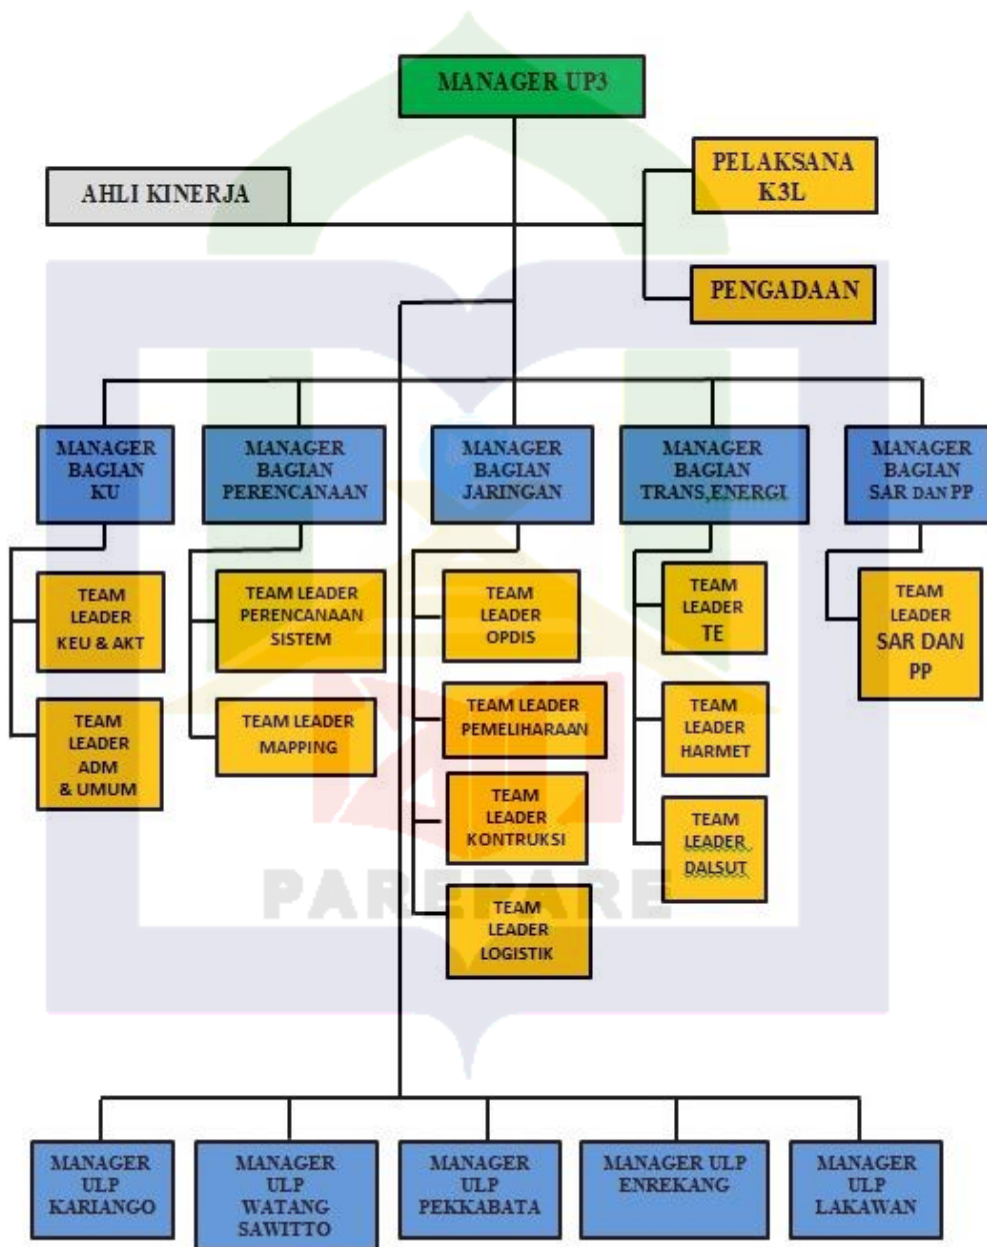 MANAGER UP3
AHLI KINERJA
PELAKSANA
K3L
PENGADAAN
MANAGER
BAGIAN
KU
MANAGER
BAGIAN
PERENCANAAN
MANAGER
BAGIAN
JARINGAN
MANAGER
BAGIAN
TRANS,ENERGI
MANAGER
BAGIAN
SAR DAN PP
TEAM
LEADER
KEU & AKT
TEAM
LEADER
ADM
& UMUM
TEAM LEADER
PERENCANAAN
SISTEM
TEAM LEADER
MAPPING
TEAM
LEADER
OPDIS
TEAM LEADER
PEMELIHARAAN
TEAM
LEADER
KONTRUKSI
TEAM
LEADER
LOGISTIK
TEAM
LEADER
TE
TEAM
LEADER
HARMET
TEAM
LEADER
DALSUT
TEAM
LEADER
SAR DAN
PP
PAREPARE
MANAGER
ULP
KARIANGO
MANAGER
ULP
WATANG
SAWITTO
MANAGER
ULP
PEKKABATA
MANAGER ULP
ENREKANG
MANAGER
ULP
LAKAWAN